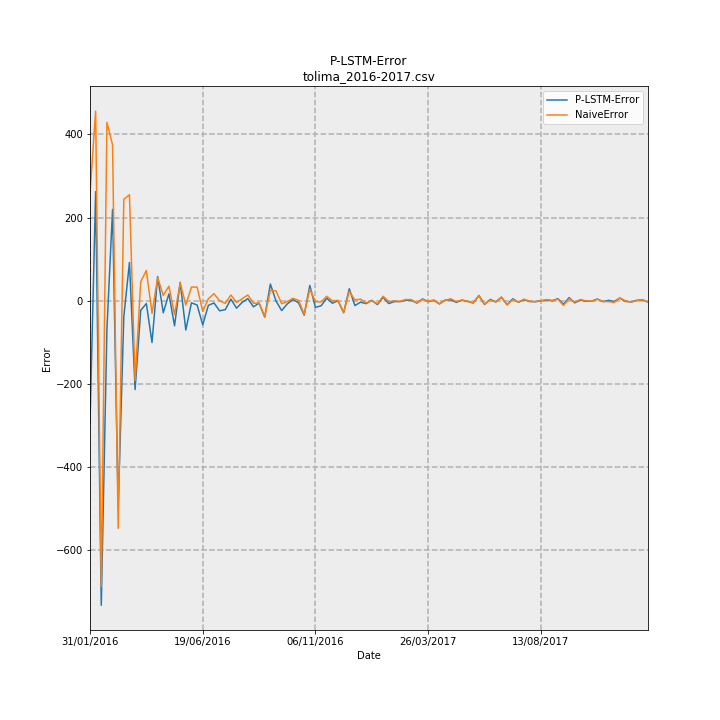 P-LSTM-Error
tolima_2016-2017.csv
P-LSTM-Error
NaiveError
400
200
0
−200
−400
−600
Error
31/01/2016 19/06/2016 06/11/2016 26/03/2017 13/08/2017
Date